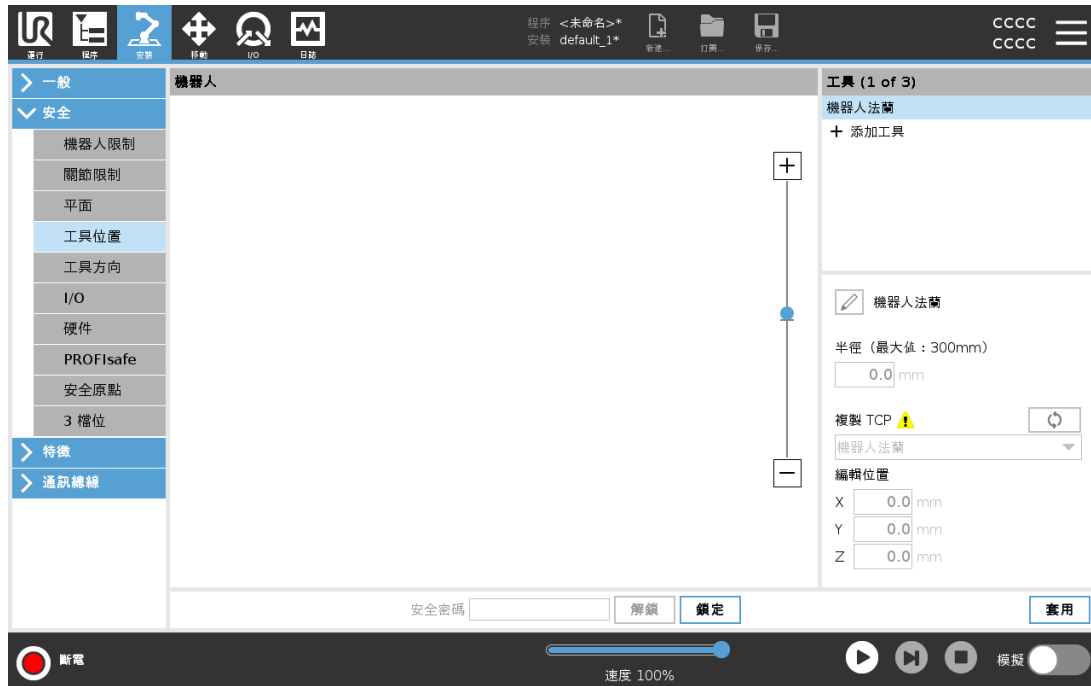 UR
運行
程序
安裝
移動
I/O
日誌
程序 <未命名>*
安裝 default_1*
新建...
打開...
保存...
cccc
cccc
一般
安全
機器人限制
關節限制
平面
工具位置
工具方向
I/O
硬件
PROFIsafe
安全原點
3 檔位
特徵
通訊總線
機器人
工具 (1 of 3)
機器人法蘭
添加工具
機器人法蘭
半徑（最大值：300mm）
0.0 mm
複製 TCP
機器人法蘭
編輯位置
X 0.0 mm
Y 0.0 mm
Z 0.0 mm
安全密碼
解鎖
鎖定
套用
斷電
速度 100%
模擬